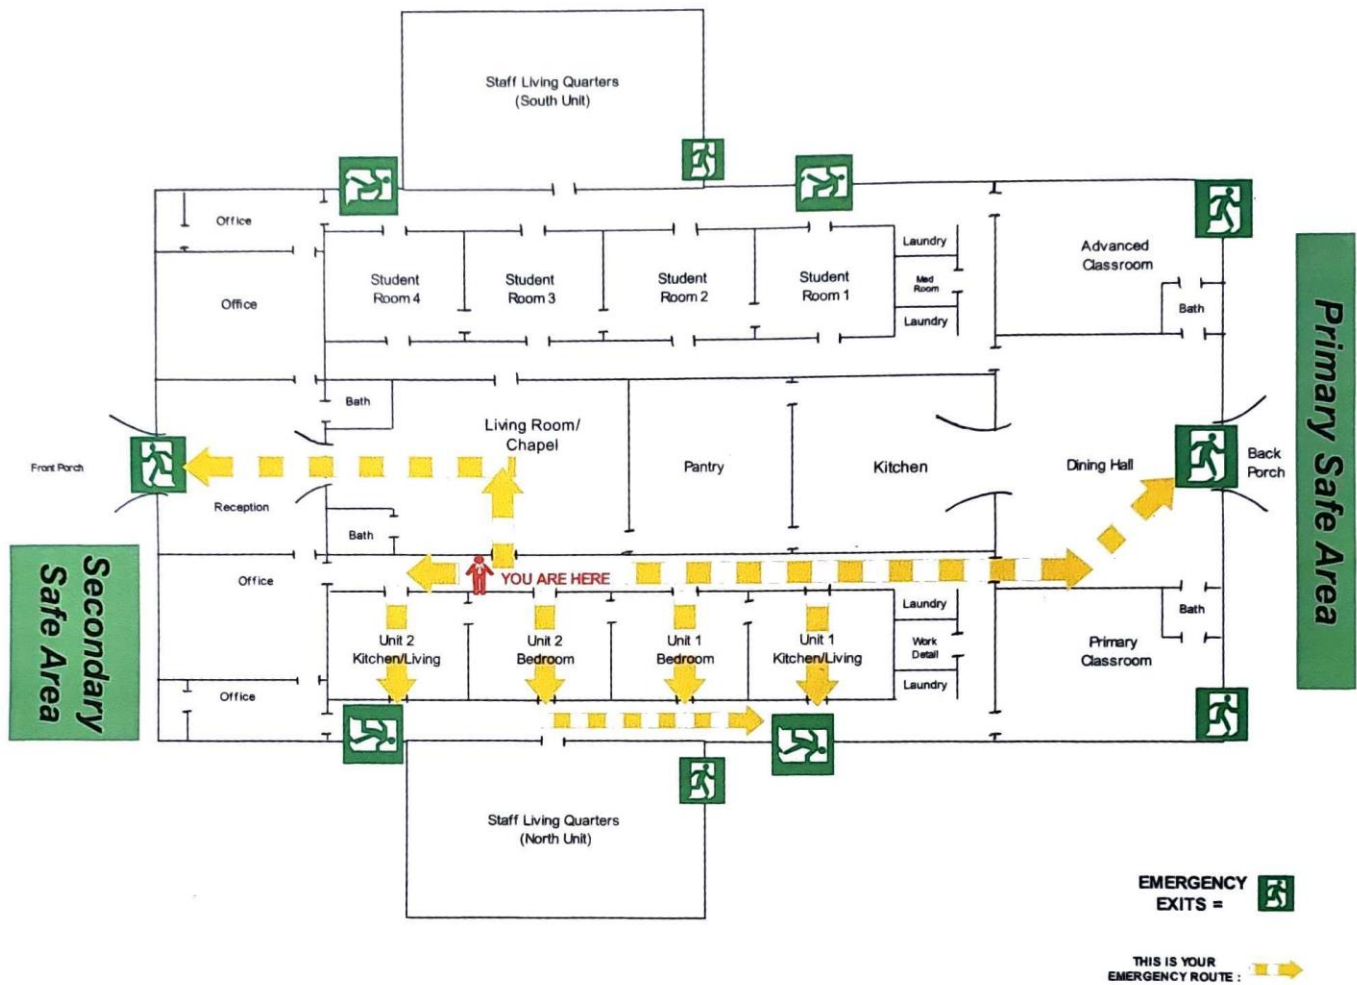 Staff Living Quarters
(South Unit)
Office
Office
Student
Room 4
Student
Room 3
Student
Room 2
Student
Room 1
Laundry
Med
Room
Laundry
Advanced
Classroom
Bath
Primary Safe Area
Bath
Living Room/
Chapel
Pantry
Kitchen
Dining Hall
Back
Porch
Front Porch
Reception
Bath
Secondary
Safe Area
Office
YOU ARE HERE
Unit 2
Kitchen/Living
Unit 2
Bedroom
Unit 1
Bedroom
Unit 1
Kitchen/Living
Laundry
Work
Detail
Laundry
Bath
Primary
Classroom
Office
Staff Living Quarters
(North Unit)
EMERGENCY
EXITS =
THIS IS YOUR
EMERGENCY ROUTE :